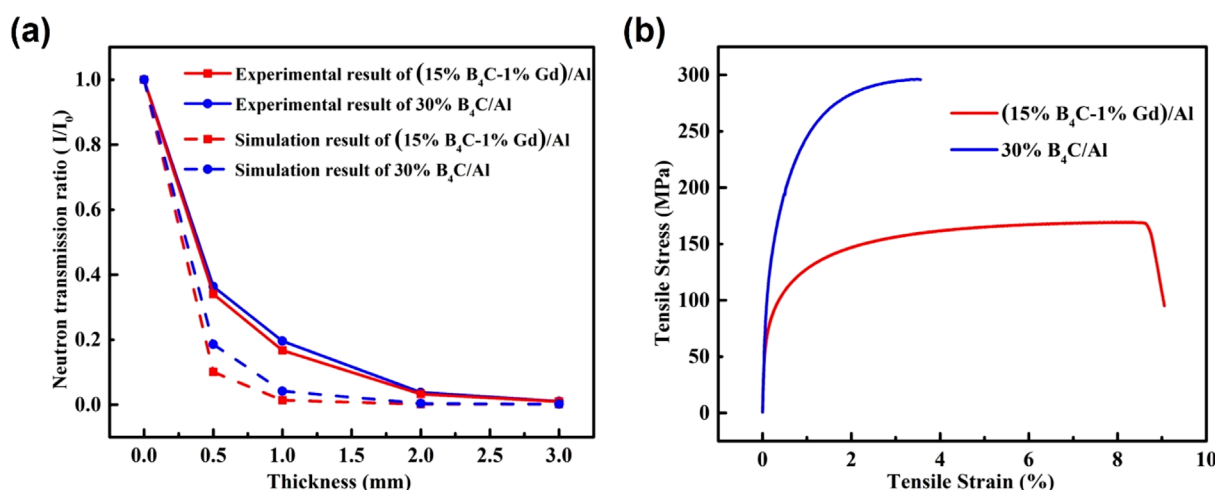 (a)
Neutron transmission ratio ( I/I₀)
1.0
0.8
0.6
0.4
0.2
0.0
Experimental result of (15% B₄C-1% Gd)/Al
Experimental result of 30% B₄C/Al
Simulation result of (15% B₄C-1% Gd)/Al
Simulation result of 30% B₄C/Al
0.0 0.5 1.0 1.5 2.0 2.5 3.0
Thickness (mm)
(b)
Tensile Stress (MPa)
300
250
200
150
100
50
0
(15% B₄C-1% Gd)/Al
30% B₄C/Al
0 2 4 6 8 10
Tensile Strain (%)